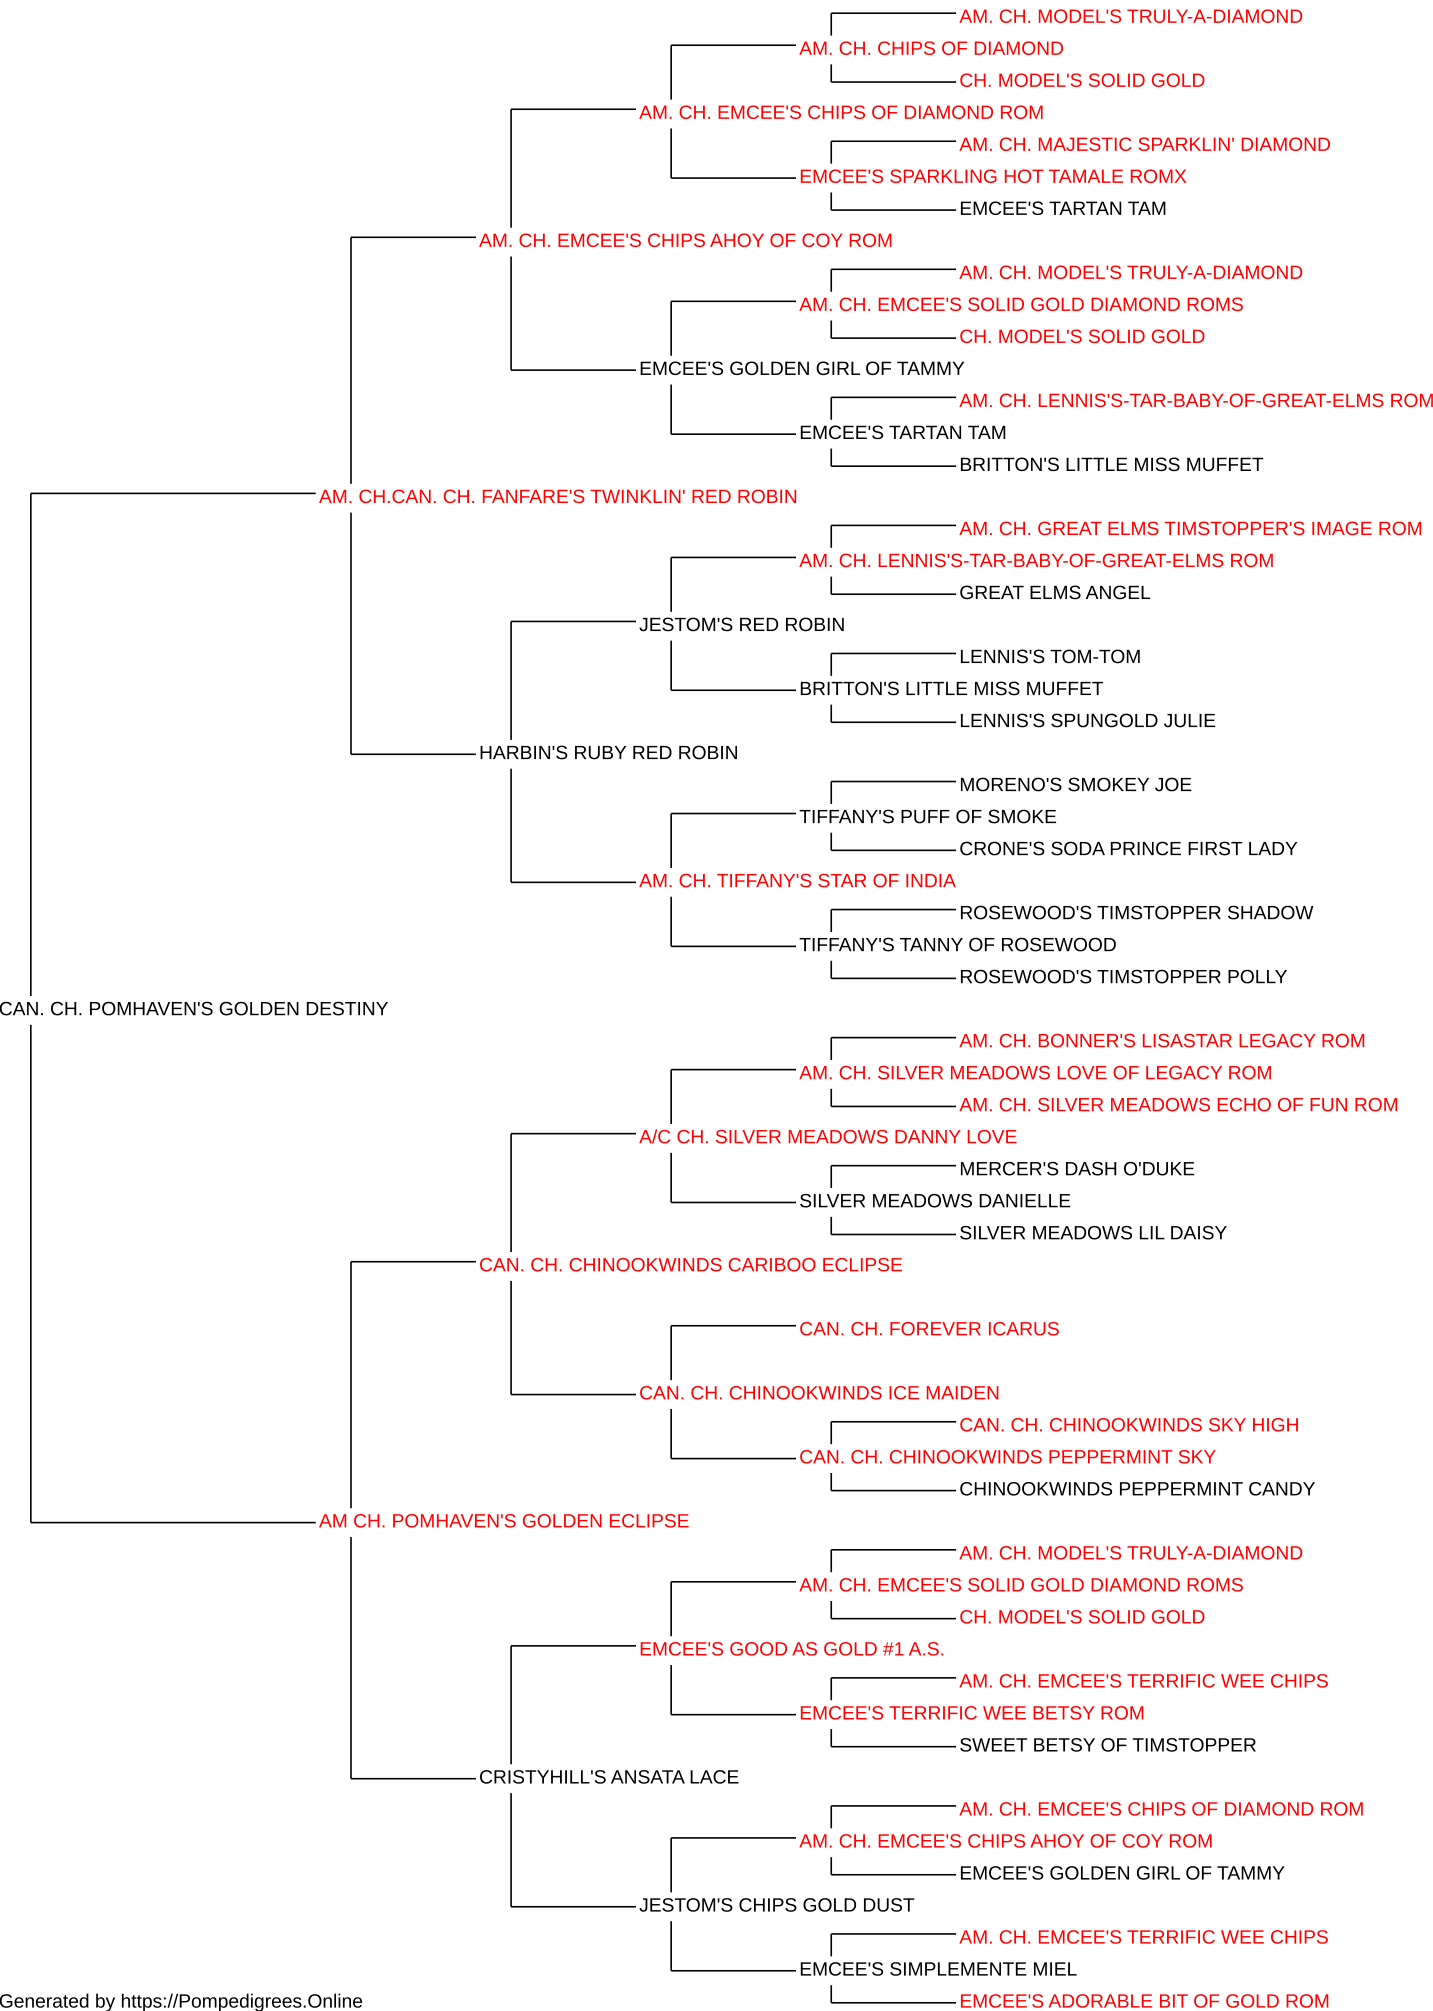 AM. CH. MODEL'S TRULY-A-DIAMOND
AM. CH. CHIPS OF DIAMOND
CH. MODEL'S SOLID GOLD
AM. CH. EMCEE'S CHIPS OF DIAMOND ROM
AM. CH. MAJESTIC SPARKLIN' DIAMOND
EMCEE'S SPARKLING HOT TAMALE ROMX
EMCEE'S TARTAN TAM
AM. CH. EMCEE'S CHIPS AHOY OF COY ROM
AM. CH. MODEL'S TRULY-A-DIAMOND
AM. CH. EMCEE'S SOLID GOLD DIAMOND ROMS
CH. MODEL'S SOLID GOLD
EMCEE'S GOLDEN GIRL OF TAMMY
AM. CH. LENNIS'S-TAR-BABY-OF-GREAT-ELMS ROM
EMCEE'S TARTAN TAM
BRITTON'S LITTLE MISS MUFFET
AM. CH.CAN. CH. FANFARE'S TWINKLIN' RED ROBIN
AM. CH. GREAT ELMS TIMSTOPPER'S IMAGE ROM
AM. CH. LENNIS'S-TAR-BABY-OF-GREAT-ELMS ROM
GREAT ELMS ANGEL
JESTOM'S RED ROBIN
LENNIS'S TOM-TOM
BRITTON'S LITTLE MISS MUFFET
LENNIS'S SPUNGOLD JULIE
HARBIN'S RUBY RED ROBIN
MORENO'S SMOKEY JOE
TIFFANY'S PUFF OF SMOKE
CRONE'S SODA PRINCE FIRST LADY
AM. CH. TIFFANY'S STAR OF INDIA
ROSEWOOD'S TIMSTOPPER SHADOW
TIFFANY'S TANNY OF ROSEWOOD
ROSEWOOD'S TIMSTOPPER POLLY
CAN. CH. POMHAVEN'S GOLDEN DESTINY
AM. CH. BONNER'S LISASTAR LEGACY ROM
AM. CH. SILVER MEADOWS LOVE OF LEGACY ROM
AM. CH. SILVER MEADOWS ECHO OF FUN ROM
A/C CH. SILVER MEADOWS DANNY LOVE
MERCER'S DASH O'DUKE
SILVER MEADOWS DANIELLE
SILVER MEADOWS LIL DAISY
CAN. CH. CHINOOKWINDS CARIBOO ECLIPSE
CAN. CH. FOREVER ICARUS
CAN. CH. CHINOOKWINDS ICE MAIDEN
CAN. CH. CHINOOKWINDS SKY HIGH
CAN. CH. CHINOOKWINDS PEPPERMINT SKY
CHINOOKWINDS PEPPERMINT CANDY
AM CH. POMHAVEN'S GOLDEN ECLIPSE
AM. CH. MODEL'S TRULY-A-DIAMOND
AM. CH. EMCEE'S SOLID GOLD DIAMOND ROMS
CH. MODEL'S SOLID GOLD
EMCEE'S GOOD AS GOLD #1 A.S.
AM. CH. EMCEE'S TERRIFIC WEE CHIPS
EMCEE'S TERRIFIC WEE BETSY ROM
SWEET BETSY OF TIMSTOPPER
CRISTYHILL'S ANSATA LACE
AM. CH. EMCEE'S CHIPS OF DIAMOND ROM
AM. CH. EMCEE'S CHIPS AHOY OF COY ROM
EMCEE'S GOLDEN GIRL OF TAMMY
JESTOM'S CHIPS GOLD DUST
AM. CH. EMCEE'S TERRIFIC WEE CHIPS
EMCEE'S SIMPLEMENTE MIEL
EMCEE'S ADORABLE BIT OF GOLD ROM
Generated by https://Pompedigrees.Online